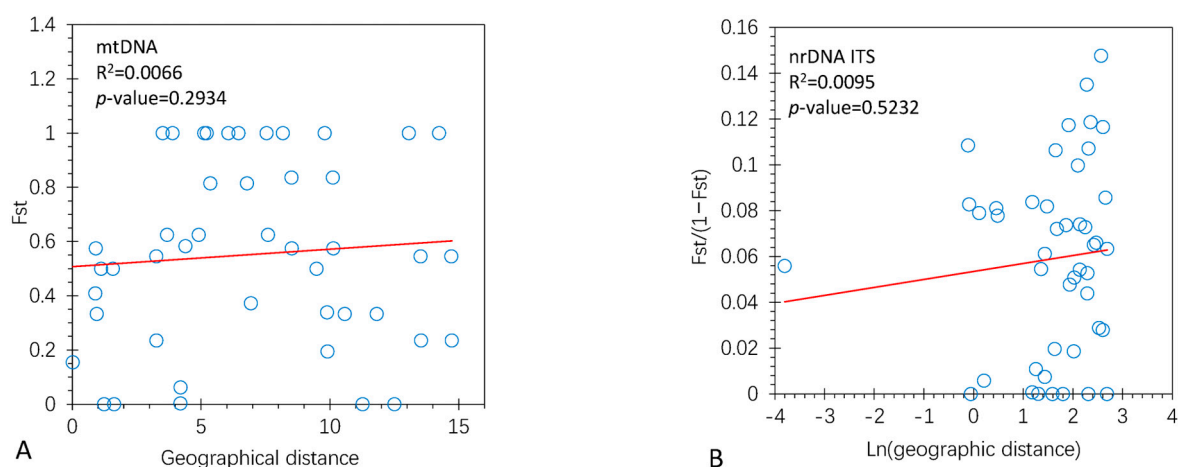 mtDNA
R²=0.0066
p-value=0.2934
Fst
1.4
1.2
1
0.8
0.6
0.4
0.2
0
0 5 10 15
Geographical distance
A
nrDNA ITS
R²=0.0095
p-value=0.5232
Fst/(1−Fst)
0.16
0.14
0.12
0.1
0.08
0.06
0.04
0.02
0
-4 -3 -2 -1 0 1 2 3 4
Ln(geographic distance)
B